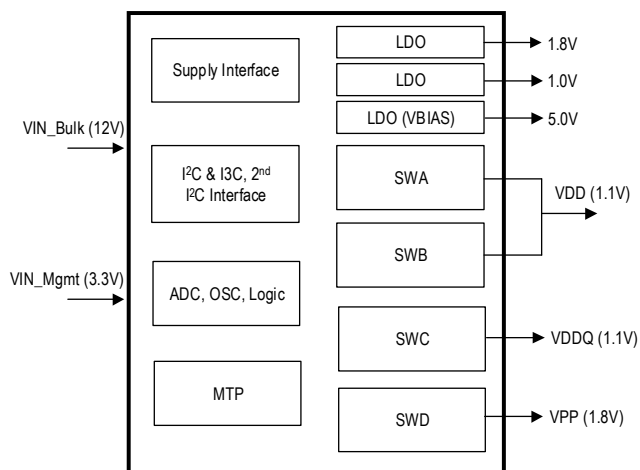 VIN_Bulk (12V)
VIN_Mgmt (3.3V)
Supply Interface
I²C & I3C, 2nd
I²C Interface
ADC, OSC, Logic
MTP
LDO
1.8V
LDO
1.0V
LDO (VBIAS)
5.0V
SWA
SWB
VDD (1.1V)
SWC
VDDQ (1.1V)
SWD
VPP (1.8V)